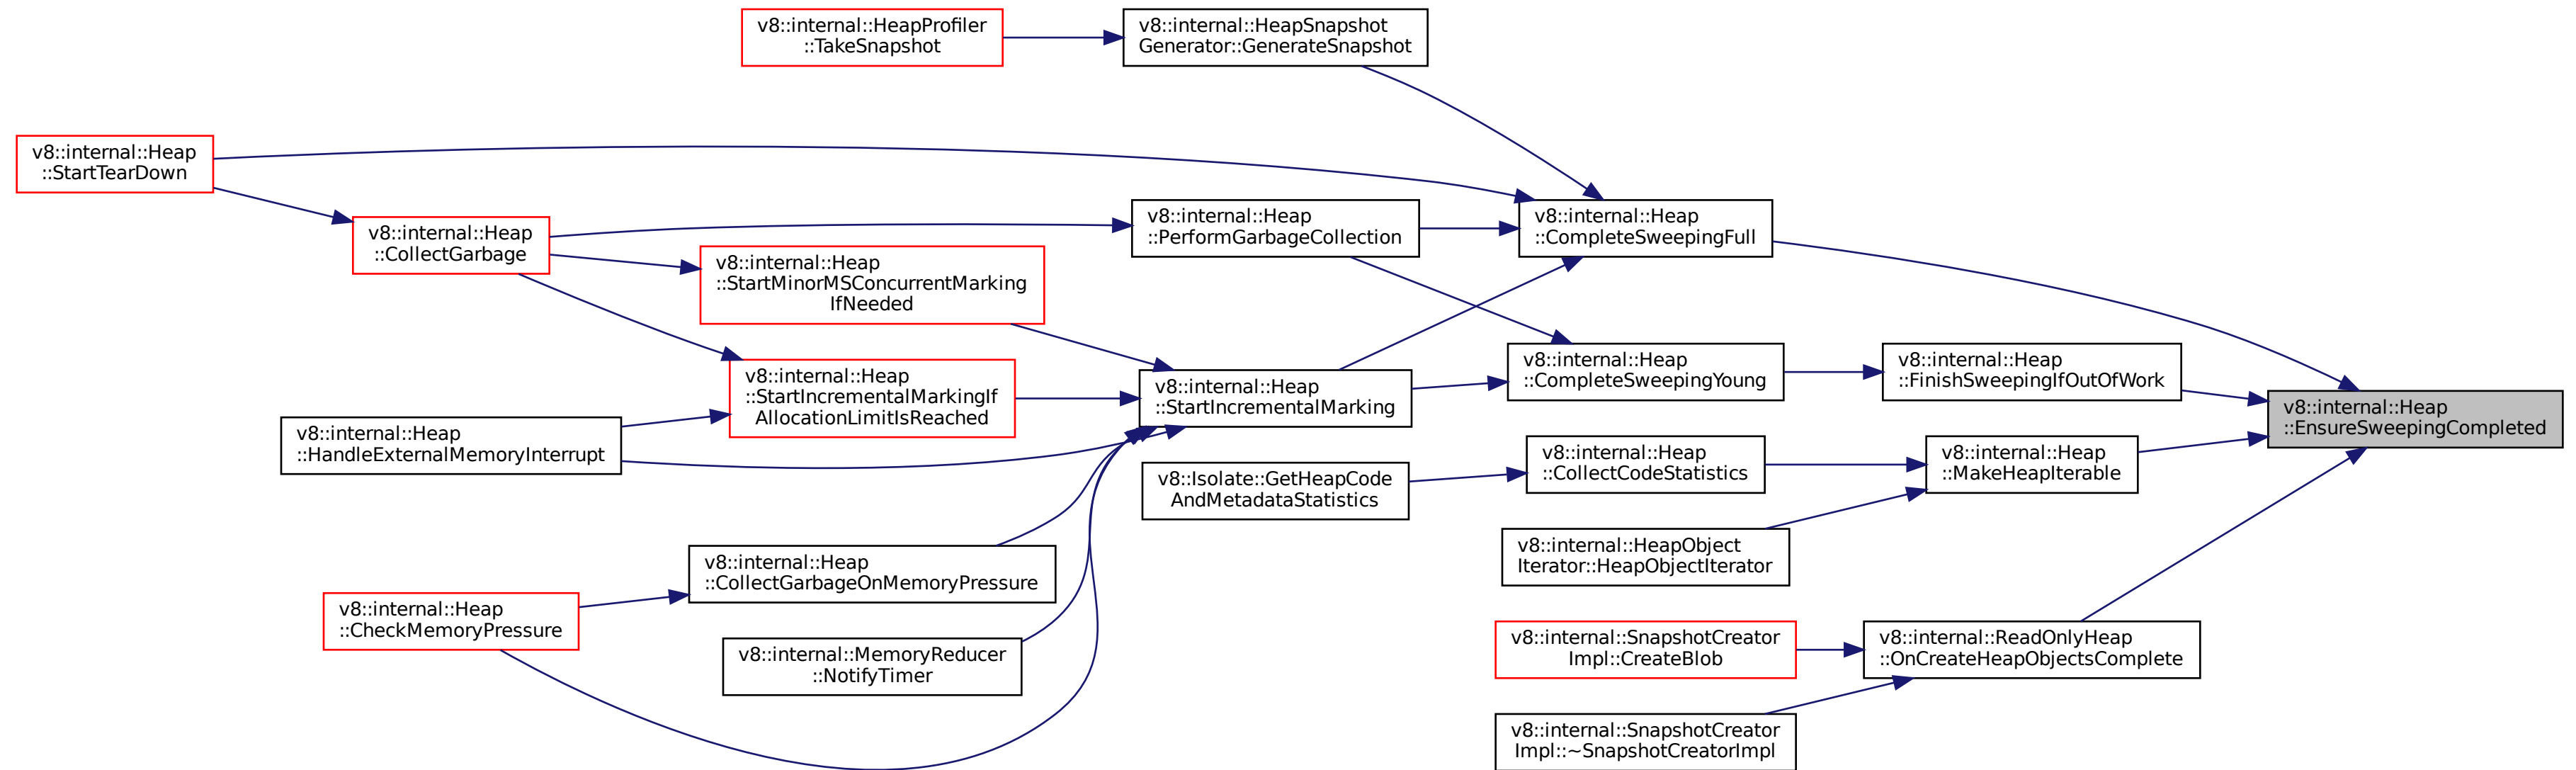 v8::internal::HeapProfiler
::TakeSnapshot
v8::internal::HeapSnapshot
Generator::GenerateSnapshot
v8::internal::Heap
::StartTearDown
v8::internal::Heap
::CollectGarbage
v8::internal::Heap
::PerformGarbageCollection
v8::internal::Heap
::CompleteSweepingFull
v8::internal::Heap
::StartMinorMSConcurrentMarking
IfNeeded
v8::internal::Heap
::StartIncrementalMarkingIf
AllocationLimitIsReached
v8::internal::Heap
::StartIncrementalMarking
v8::internal::Heap
::CompleteSweepingYoung
v8::internal::Heap
::FinishSweepingIfOutOfWork
v8::internal::Heap
::EnsureSweepingCompleted
v8::internal::Heap
::HandleExternalMemoryInterrupt
v8::Isolate::GetHeapCode
AndMetadataStatistics
v8::internal::Heap
::CollectCodeStatistics
v8::internal::Heap
::MakeHeapIterable
v8::internal::HeapObject
Iterator::HeapObjectIterator
v8::internal::Heap
::CollectGarbageOnMemoryPressure
v8::internal::Heap
::CheckMemoryPressure
v8::internal::MemoryReducer
::NotifyTimer
v8::internal::SnapshotCreator
Impl::CreateBlob
v8::internal::ReadOnlyHeap
::OnCreateHeapObjectsComplete
v8::internal::SnapshotCreator
Impl::~SnapshotCreatorImpl